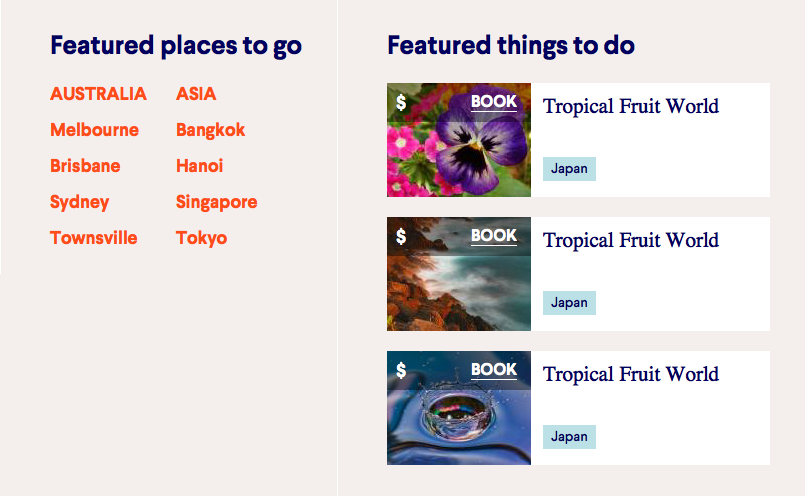 Featured places to go
AUSTRALIA
Melbourne
Brisbane
Sydney
Townsville
ASIA
Bangkok
Hanoi
Singapore
Tokyo
Featured things to do
$ BOOK
Tropical Fruit World
Japan
$ BOOK
Tropical Fruit World
Japan
$ BOOK
Tropical Fruit World
Japan